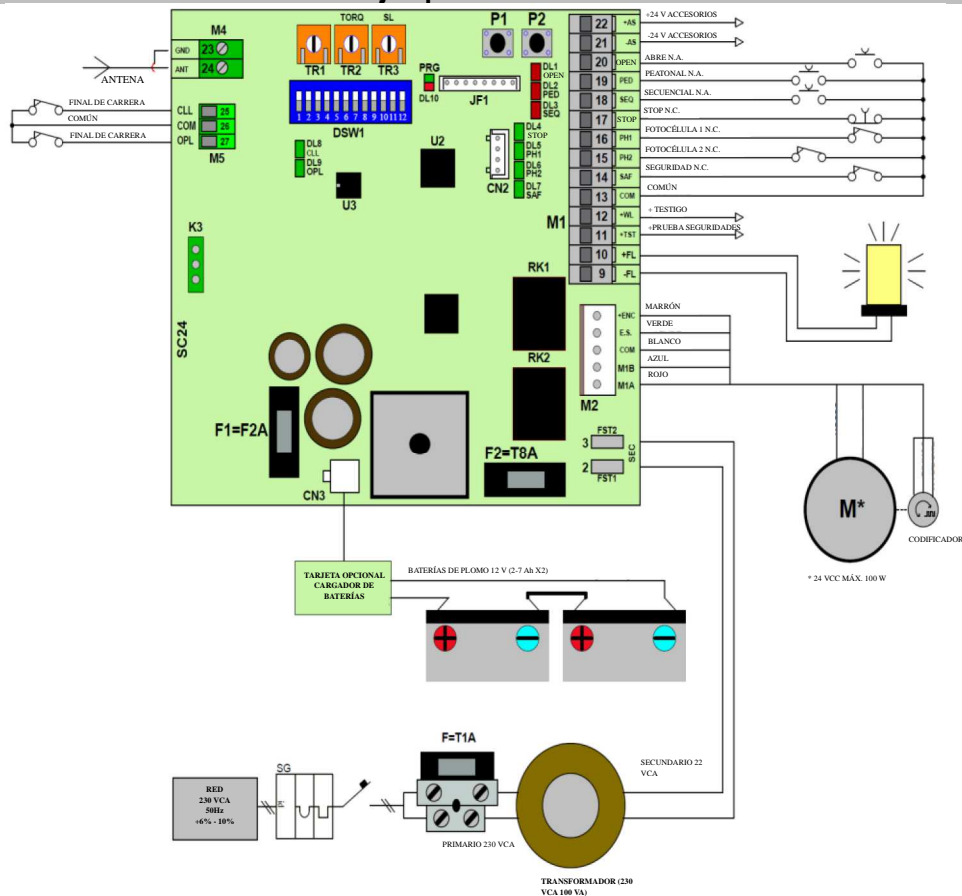 M4
GND 23
ANT 24
ANTENA
FINAL DE CARRERA
COMÚN
FINAL DE CARRERA
CLL 25
COM 26
OPL 27
M5
TORQ SL
TR1 TR2 TR3
1 2 3 4 5 6 7 8 9 10 11 12
DSW1
P1 P2
PRG
DL10
JF1
DL1
OPEN
DL2
PED
DL3
SEQ
DL4
STOP
DL5
PH1
DL6
PH2
DL7
SAF
CN2
DL8
CLL
DL9
OPL
U2
U3
K3
SC24
M1
22 +AS +24 V ACCESORIOS
21 -AS -24 V ACCESORIOS
20 OPEN ABRE N.A.
19 PED PEATONAL N.A.
18 SEQ SECUENCIAL N.A.
17 STOP STOP N.C.
16 PH1 FOTOCÉLULA 1 N.C.
15 PH2 FOTOCÉLULA 2 N.C.
14 SAF SEGURIDAD N.C.
13 COM COMÚN
12 +WL + TESTIGO
11 +TST +PRUEBA SEGURIDADES
10 +FL
9 -FL
RK1
RK2
+ENC MARRÓN
E.S. VERDE
COM BLANCO
M1B AZUL
M1A ROJO
M2
F1=F2A
F2=T8A
CN3
3 FST2
2 FST1
SEC
M*
CODIFICADOR
* 24 VCC MÁX. 100 W
TARJETA OPCIONAL
CARGADOR DE
BATERÍAS
BATERÍAS DE PLOMO 12 V (2-7 Ah X2)
F=T1A
SG
RED
230 VCA
50Hz
+6% - 10%
PRIMARIO 230 VCA
SECUNDARIO 22
VCA
TRANSFORMADOR (230
VCA 100 VA)